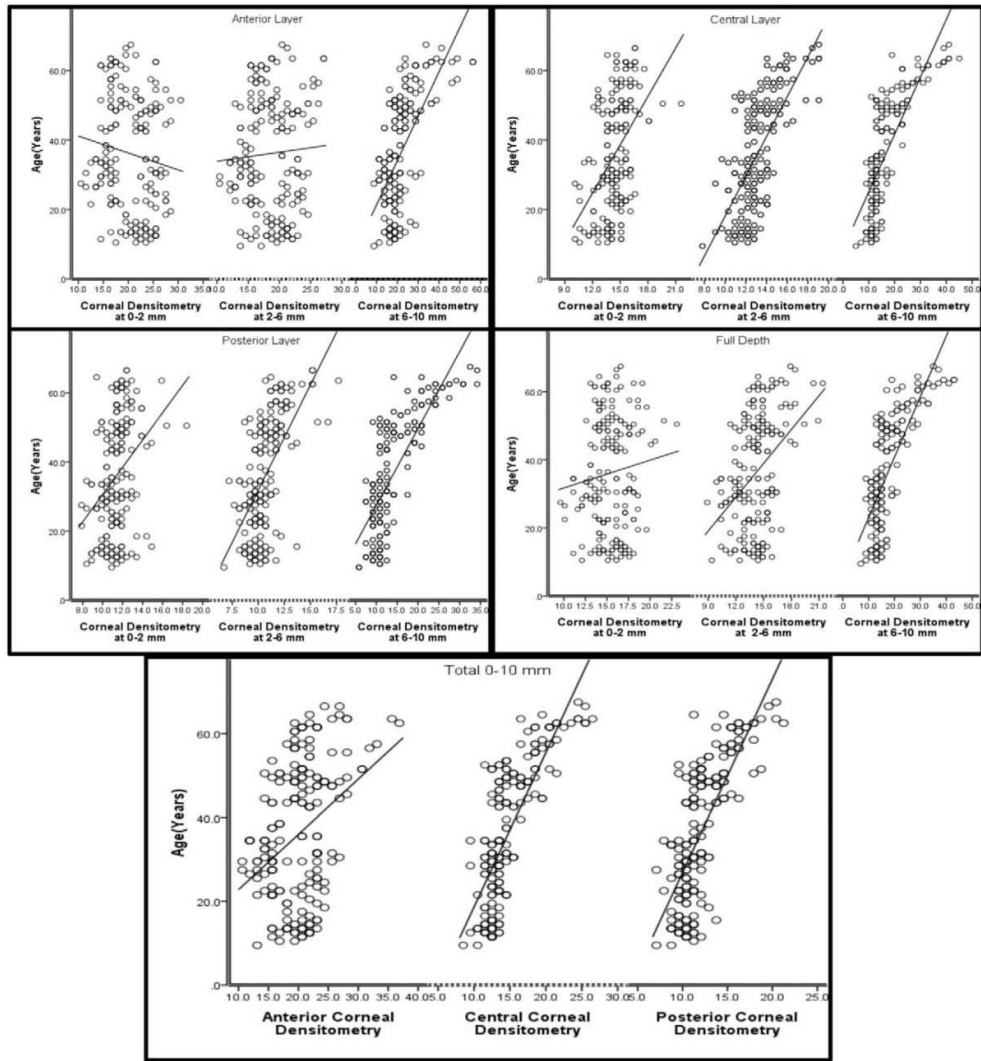 Anterior Layer
Age(Years)
60.0
40.0
20.0
.0
10.0 15.0 20.0 25.0 30.0 35.0 10.0 15.0 20.0 25.0 30.0 .0 10.0 20.0 30.0 40.0 50.0 60.0
Corneal Densitometry at 0-2 mm
Corneal Densitometry at 2-6 mm
Corneal Densitometry at 6-10 mm
Central Layer
Age(Years)
60.0
40.0
20.0
.0
9.0 12.0 15.0 18.0 21.0 24.0 8.0 10.0 12.0 14.0 16.0 18.0 20.0 .0 10.0 20.0 30.0 40.0 50.0
Corneal Densitometry at 0-2 mm
Corneal Densitometry at 2-6 mm
Corneal Densitometry at 6-10 mm
Posterior Layer
Age(Years)
60.0
40.0
20.0
.0
8.0 10.0 12.0 14.0 16.0 18.0 20.0 7.5 10.0 12.5 15.0 17.5 5.0 10.0 15.0 20.0 25.0 30.0 35.0
Corneal Densitometry at 0-2 mm
Corneal Densitometry at 2-6 mm
Corneal Densitometry at 6-10 mm
Full Depth
Age(Years)
60.0
40.0
20.0
.0
10.0 12.5 15.0 17.5 20.0 22.5 9.0 12.0 15.0 18.0 21.0 .0 10.0 20.0 30.0 40.0 50.0
Corneal Densitometry at 0-2 mm
Corneal Densitometry at 2-6 mm
Corneal Densitometry at 6-10 mm
Total 0-10 mm
Age(Years)
60.0
40.0
20.0
.0
10.0 15.0 20.0 25.0 30.0 35.0 40.0 5.0 10.0 15.0 20.0 25.0 30.0 5.0 10.0 15.0 20.0 25.0
Anterior Corneal Densitometry
Central Corneal Densitometry
Posterior Corneal Densitometry